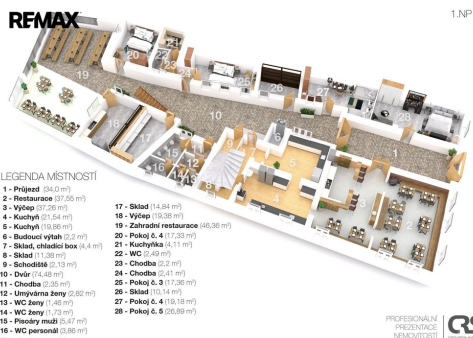 RE/MAX
1.NP
LEGENDA MÍSTNOSTÍ
1 - Průjezd (34,0 m²)
2 - Restaurace (37,55 m²)
3 - Výčep (37,26 m²)
4 - Kuchyň (21,54 m²)
5 - Kuchyň (19,86 m²)
6 - Budoucí výtah (2,2 m²)
7 - Sklad, chladící box (4,4 m²)
8 - Sklad (11,38 m²)
9 - Schodiště (2,13 m²)
10 - Dvůr (74,48 m²)
11 - Chodba (2,35 m²)
12 - Umývárna ženy (2,82 m²)
13 - WC ženy (1,46 m²)
14 - WC ženy (1,73 m²)
15 - Pisoáry muži (5,47 m²)
16 - WC personál (3,86 m²)
17 - Sklad (14,84 m²)
18 - Výčep (19,38 m²)
19 - Zahradní restaurace (46,36 m²)
20 - Pokoj č. 4 (17,33 m²)
21 - Kuchyňka (4,11 m²)
22 - WC (2,49 m²)
23 - Chodba (2,2 m²)
24 - Chodba (2,41 m²)
25 - Pokoj č. 3 (17,36 m²)
26 - Sklad (10,14 m²)
27 - Pokoj č. 4 (19,18 m²)
28 - Pokoj č. 5 (26,89 m²)
PROFESIONÁLNÍ
PREZENTACE
NEMOVITOSTÍ